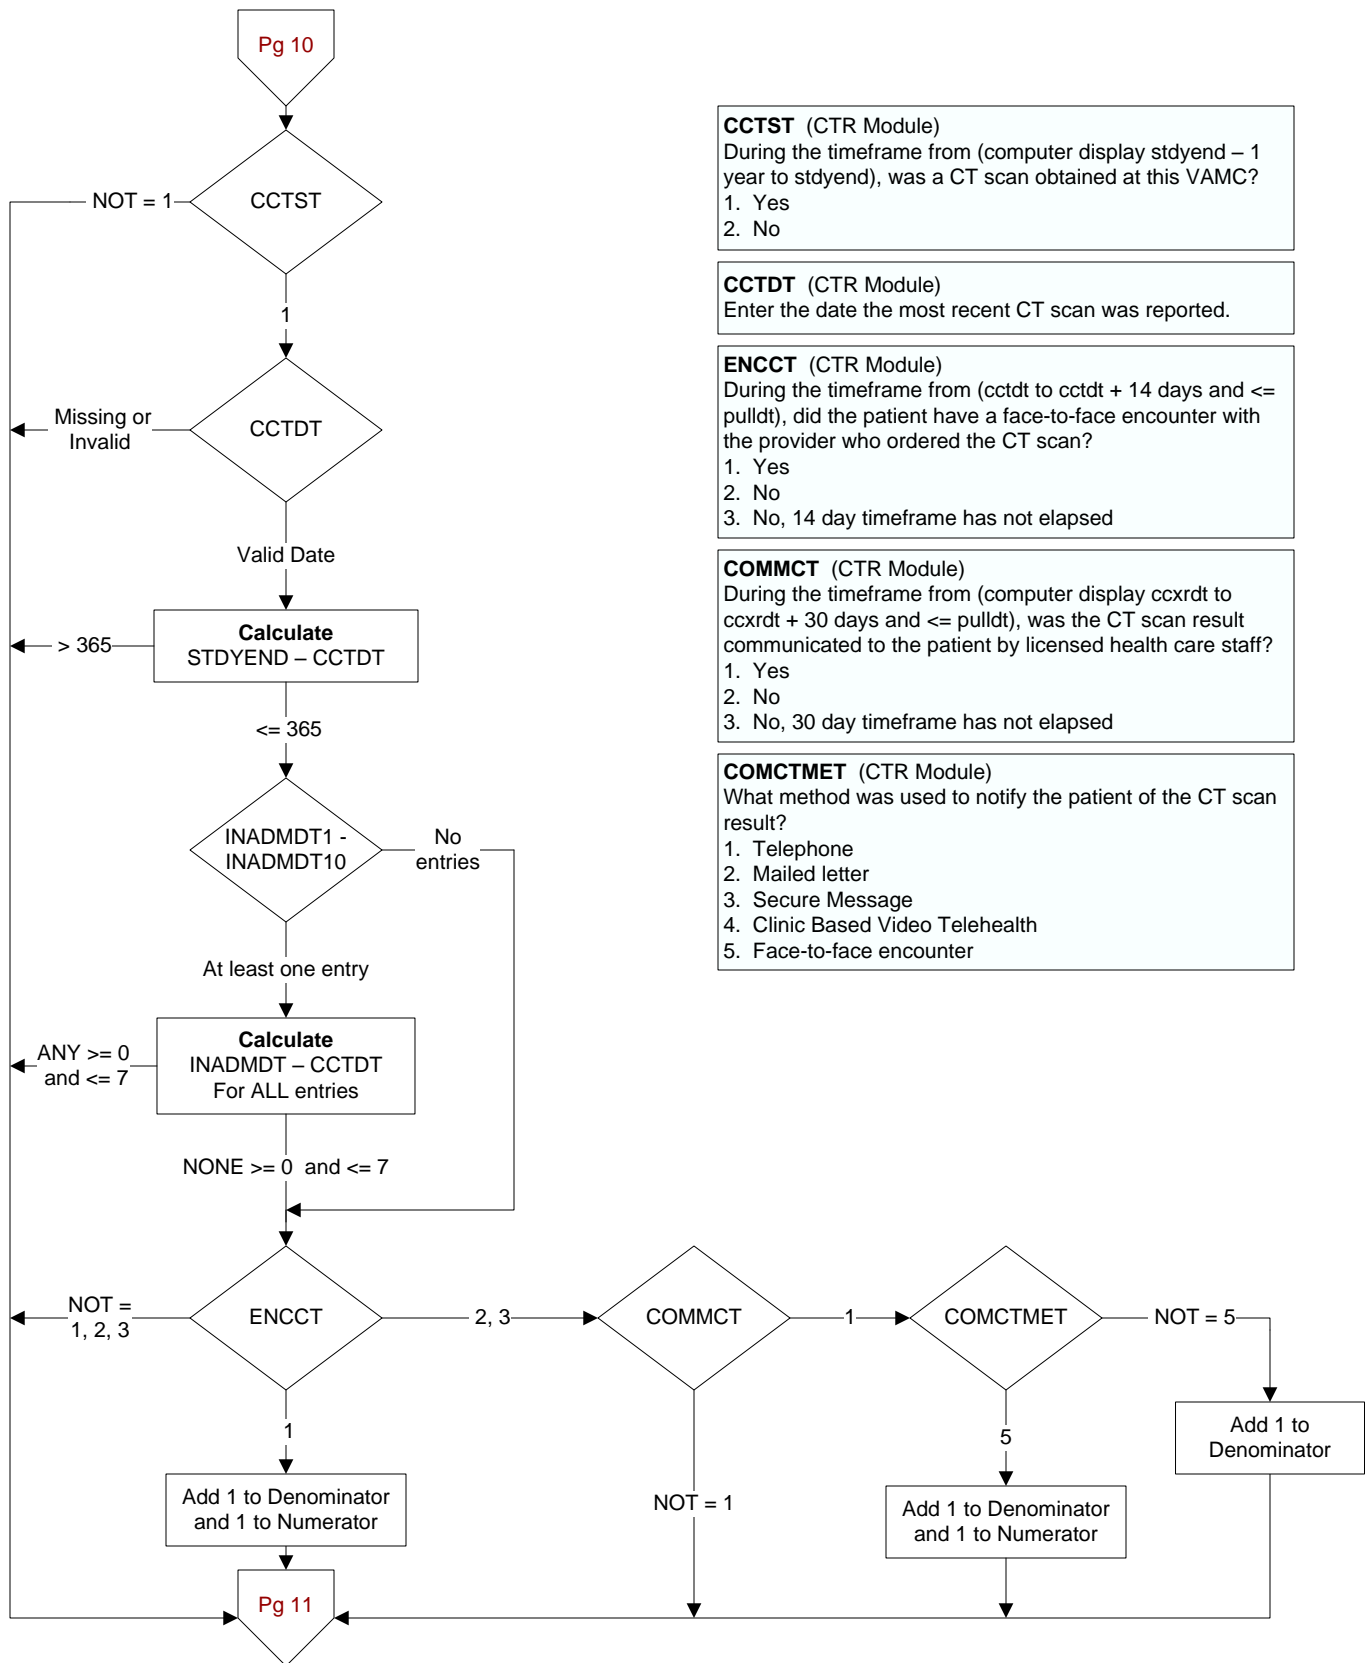 Pg 10
CCTST
NOT = 1
1
CCTDT
Missing or
Invalid
Valid Date
Calculate
STDYEND – CCTDT
> 365
<= 365
INADMDT1 -
INADMDT10
No
entries
At least one entry
Calculate
INADMDT – CCTDT
For ALL entries
ANY >= 0
and <= 7
NONE >= 0  and <= 7
ENCCT
NOT =
1, 2, 3
2, 3
COMMCT
1
COMCTMET
NOT = 5
1
5
Add 1 to
Denominator
NOT = 1
Add 1 to Denominator
and 1 to Numerator
Add 1 to Denominator
and 1 to Numerator
Pg 11
CCTST  (CTR Module)
During the timeframe from (computer display stdyend – 1
year to stdyend), was a CT scan obtained at this VAMC?
1.  Yes
2.  No
CCTDT  (CTR Module)
Enter the date the most recent CT scan was reported.
ENCCT  (CTR Module)
During the timeframe from (cctdt to cctdt + 14 days and <=
pulldt), did the patient have a face-to-face encounter with
the provider who ordered the CT scan?
1.  Yes
2.  No
3.  No, 14 day timeframe has not elapsed
COMMCT  (CTR Module)
During the timeframe from (computer display ccxrdt to
ccxrdt + 30 days and <= pulldt), was the CT scan result
communicated to the patient by licensed health care staff?
1.  Yes
2.  No
3.  No, 30 day timeframe has not elapsed
COMCTMET  (CTR Module)
What method was used to notify the patient of the CT scan
result?
1.  Telephone
2.  Mailed letter
3.  Secure Message
4.  Clinic Based Video Telehealth
5.  Face-to-face encounter